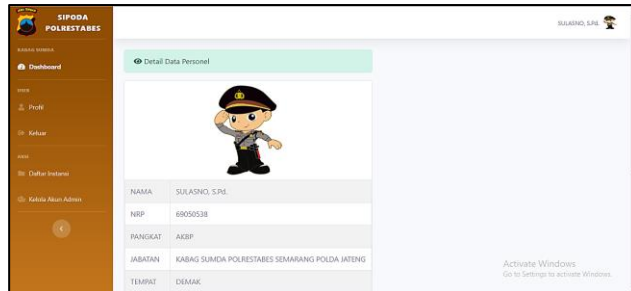 SIPODA
POLRESTABES
SULASNO, S.Pd.
KABAG SUMDA
Dashboard
Detail Data Personel
Profil
Keluar
Daftar Instansi
Kelola Akun Admin
NAMA SULASNO, S.Pd.
NRP 69050538
PANGKAT AKBP
JABATAN KABAG SUMDA POLRESTABES SEMARANG POLDA JATENG
TEMPAT DEMAK
Activate Windows
Go to Settings to activate Windows.